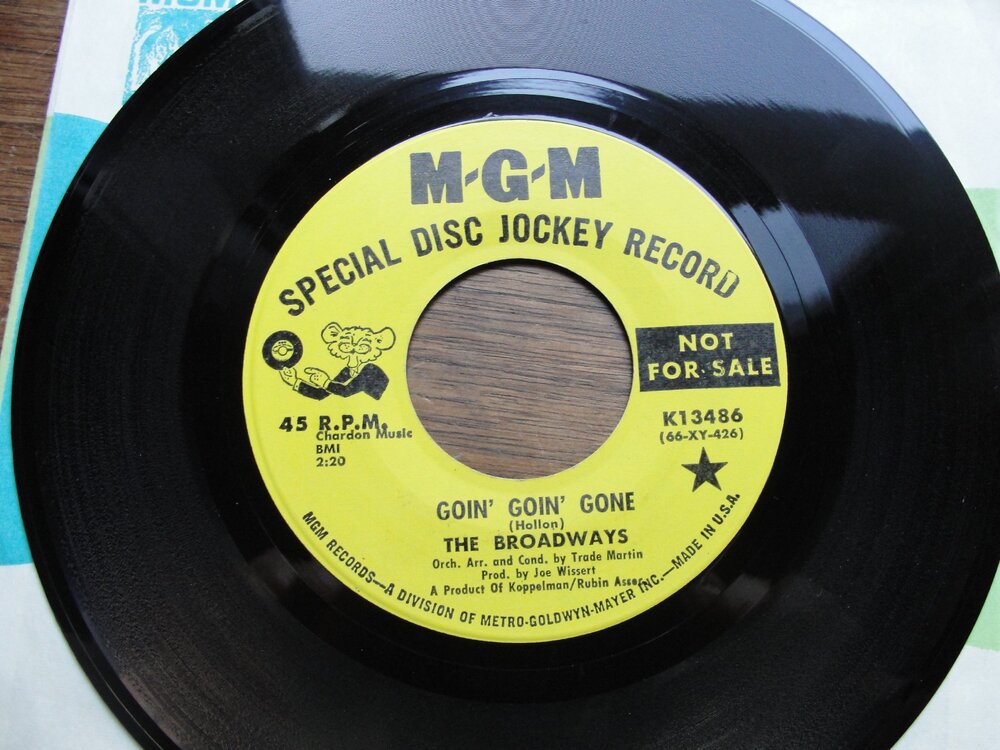 M-G-M
SPECIAL DISC JOCKEY RECORD
NOT
FOR SALE
45 R.P.M.
Chardon Music
BMI
2:20
K13486
(66-XY-426)
GOIN' GOIN' GONE
(Hollon)
THE BROADWAYS
Orch. Arr. and Cond. by Trade Martin
Prod. by Joe Wissert
A Product Of Koppelman/Rubin
MGM RECORDS—A DIVISION OF METRO-GOLDWYN-MAYER INC.—MADE IN U.S.A.